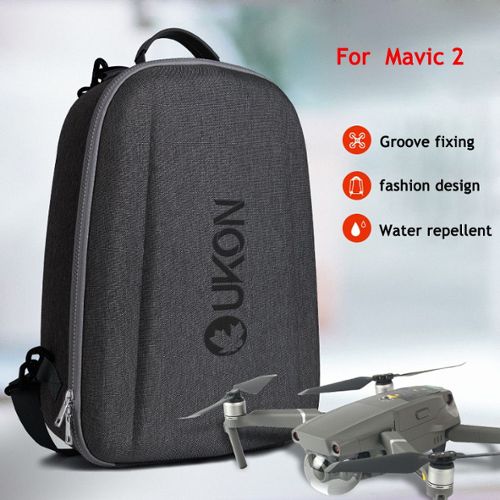 For Mavic 2
Groove fixing
fashion design
Water repellent
UKON